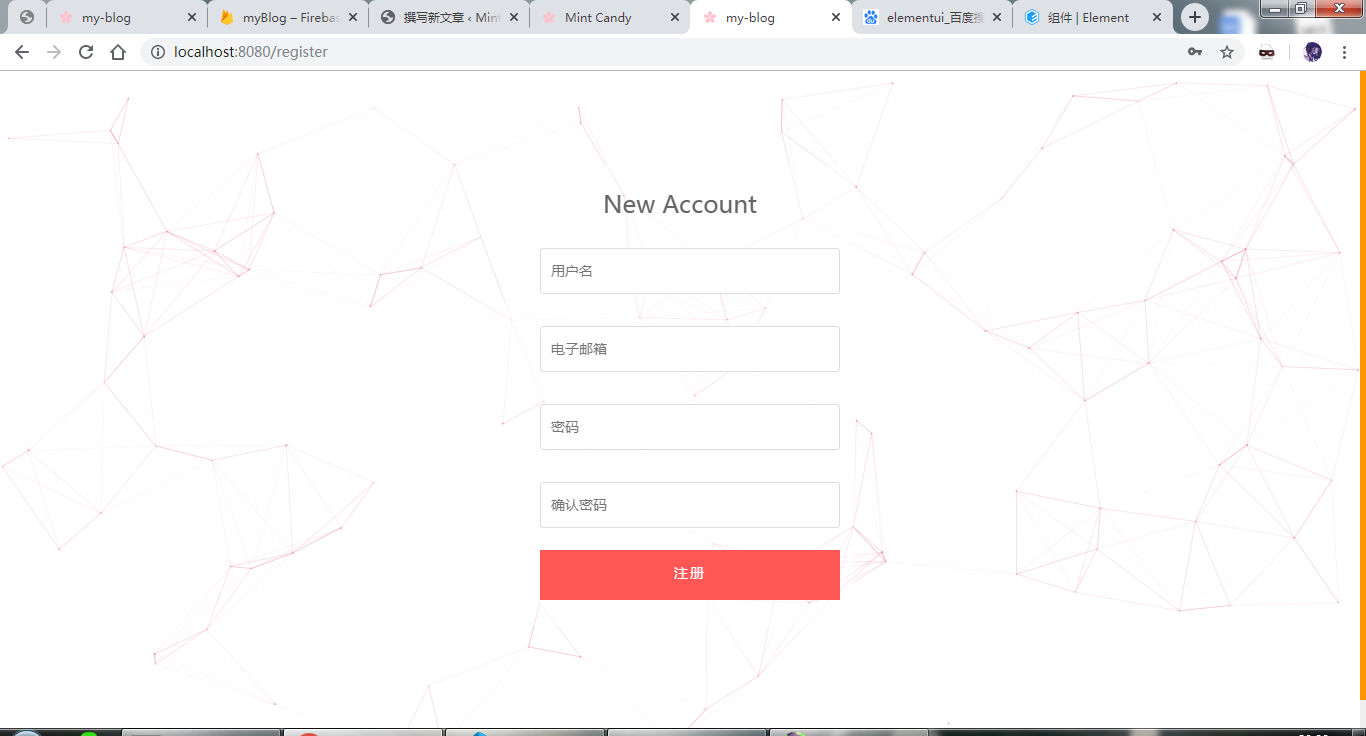 my-blog
myBlog – Fireba
撰写新文章 ‹ Min
Mint Candy
my-blog
elementui_百度搜
组件 | Element
localhost:8080/register
New Account
用户名
电子邮箱
密码
确认密码
注册